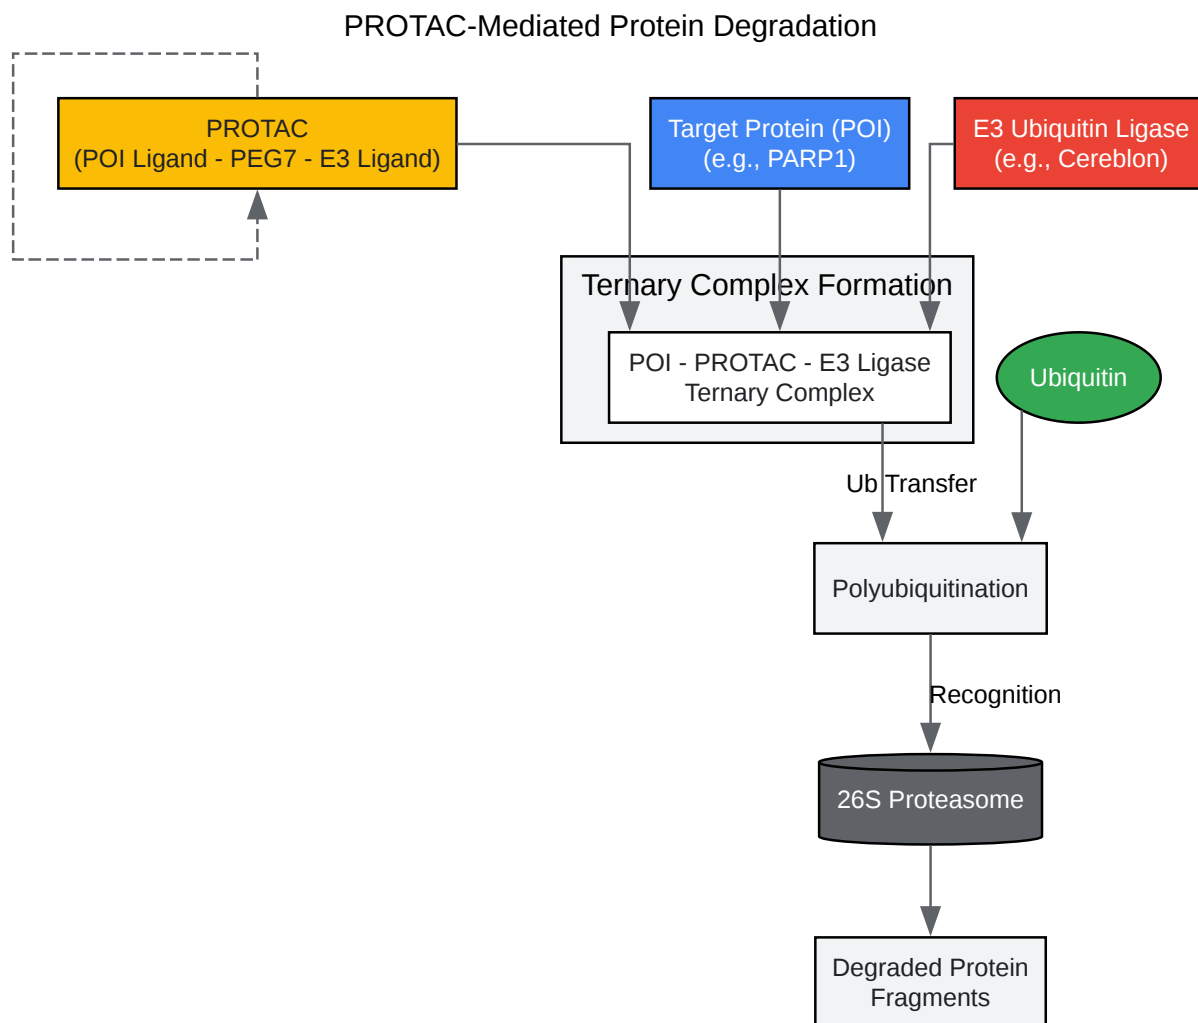 PROTAC-Mediated Protein Degradation
PROTAC
(POI Ligand - PEG7 - E3 Ligand)
Target Protein (POI)
(e.g., PARP1)
E3 Ubiquitin Ligase
(e.g., Cereblon)
Ternary Complex Formation
POI - PROTAC - E3 Ligase
Ternary Complex
Ubiquitin
Ub Transfer
Polyubiquitination
Recognition
26S Proteasome
Degraded Protein
Fragments